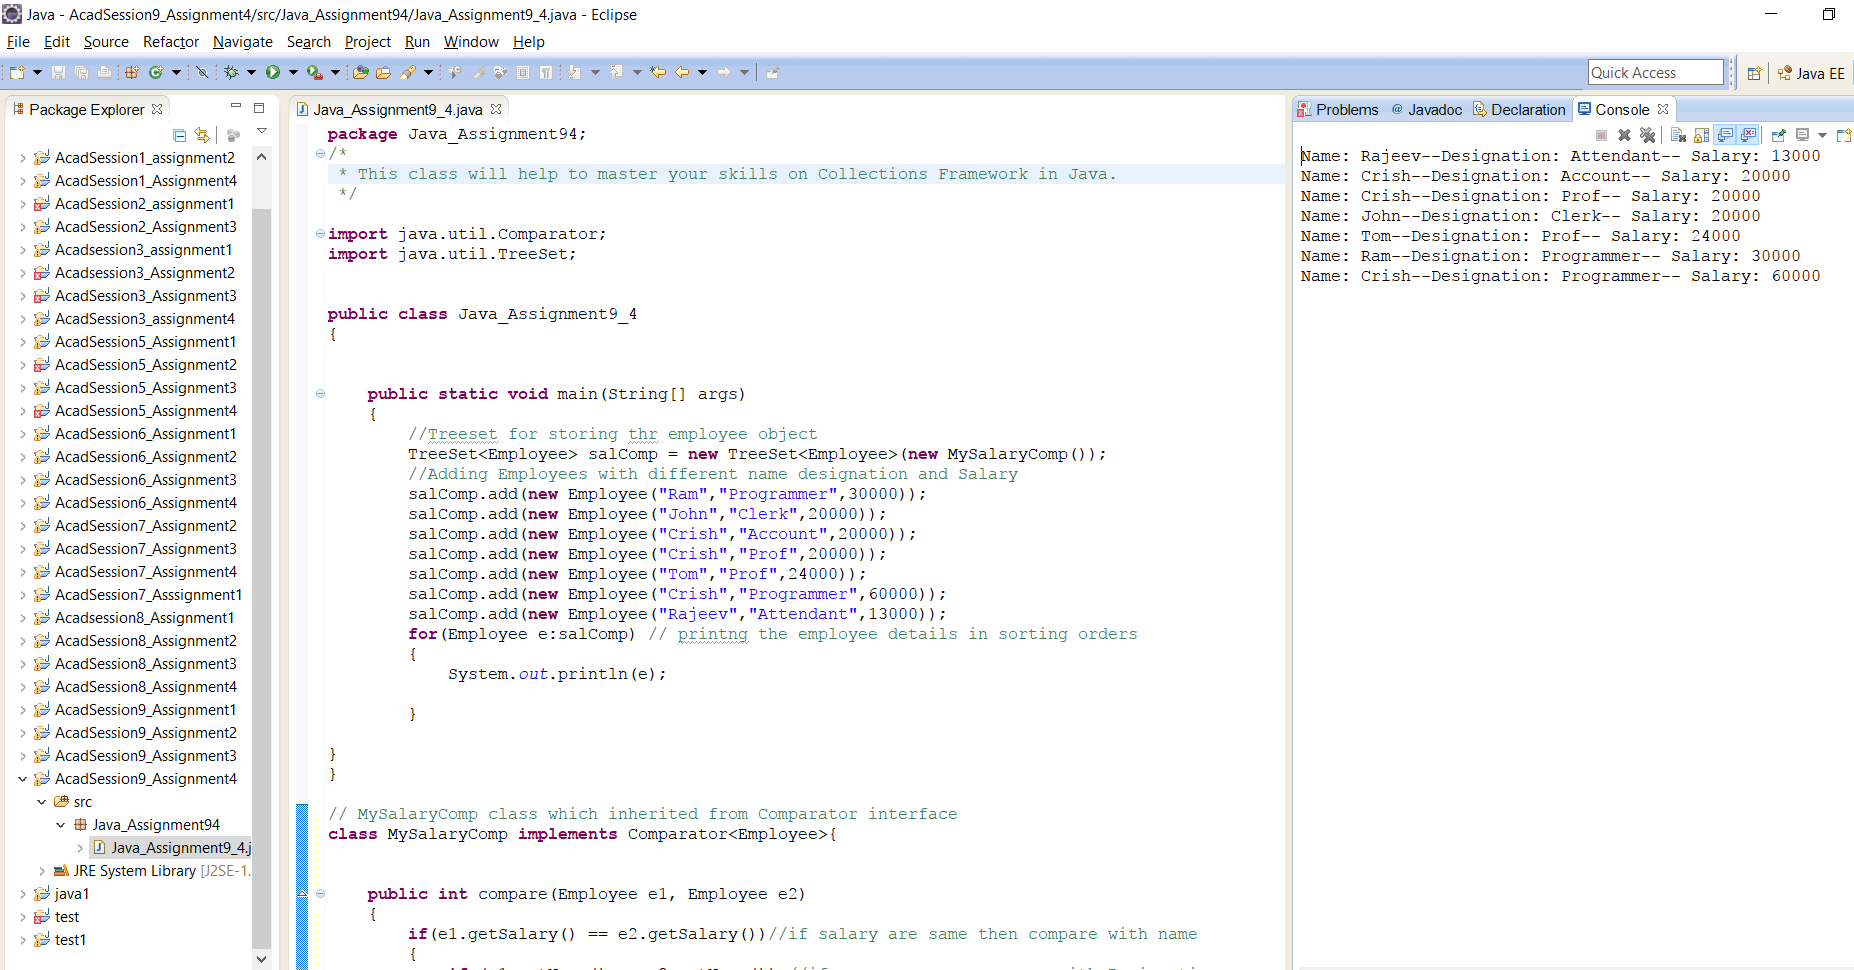 Java - AcadSession9_Assignment4/src/Java_Assignment94/Java_Assignment9_4.java - Eclipse
File Edit Source Refactor Navigate Search Project Run Window Help
Quick Access
Java EE
Package Explorer
AcadSession1_assignment2
AcadSession1_Assignment4
AcadSession2_assignment1
AcadSession2_Assignment3
Acadsession3_assignment1
AcadSession3_Assignment2
AcadSession3_Assignment3
AcadSession3_assignment4
AcadSession5_Assignment1
AcadSession5_Assignment2
AcadSession5_Assignment3
AcadSession5_Assignment4
AcadSession6_Assignment1
AcadSession6_Assignment2
AcadSession6_Assignment3
AcadSession6_Assignment4
AcadSession7_Assignment2
AcadSession7_Assignment3
AcadSession7_Assignment4
AcadSession7_Asssignment1
Acadsession8_Assignment1
AcadSession8_Assignment2
AcadSession8_Assignment3
AcadSession8_Assignment4
AcadSession9_Assignment1
AcadSession9_Assignment2
AcadSession9_Assignment3
AcadSession9_Assignment4
src
Java_Assignment94
Java_Assignment9_4.j
JRE System Library [J2SE-1.
java1
test
test1
Java_Assignment9_4.java
package Java_Assignment94;
/*
* This class will help to master your skills on Collections Framework in Java.
*/
import java.util.Comparator;
import java.util.TreeSet;
public class Java_Assignment9_4
{
public static void main(String[] args)
{
//Treeset for storing thr employee object
TreeSet<Employee> salComp = new TreeSet<Employee>(new MySalaryComp());
//Adding Employees with different name designation and Salary
salComp.add(new Employee("Ram","Programmer",30000));
salComp.add(new Employee("John","Clerk",20000));
salComp.add(new Employee("Crish","Account",20000));
salComp.add(new Employee("Crish","Prof",20000));
salComp.add(new Employee("Tom","Prof",24000));
salComp.add(new Employee("Crish","Programmer",60000));
salComp.add(new Employee("Rajeev","Attendant",13000));
for(Employee e:salComp) // printng the employee details in sorting orders
{
System.out.println(e);
}
}
}
// MySalaryComp class which inherited from Comparator interface
class MySalaryComp implements Comparator<Employee>{
public int compare(Employee e1, Employee e2)
{
if(e1.getSalary() == e2.getSalary())//if salary are same then compare with name
{
Problems @ Javadoc Declaration Console
Name: Rajeev--Designation: Attendant-- Salary: 13000
Name: Crish--Designation: Account-- Salary: 20000
Name: Crish--Designation: Prof-- Salary: 20000
Name: John--Designation: Clerk-- Salary: 20000
Name: Tom--Designation: Prof-- Salary: 24000
Name: Ram--Designation: Programmer-- Salary: 30000
Name: Crish--Designation: Programmer-- Salary: 60000